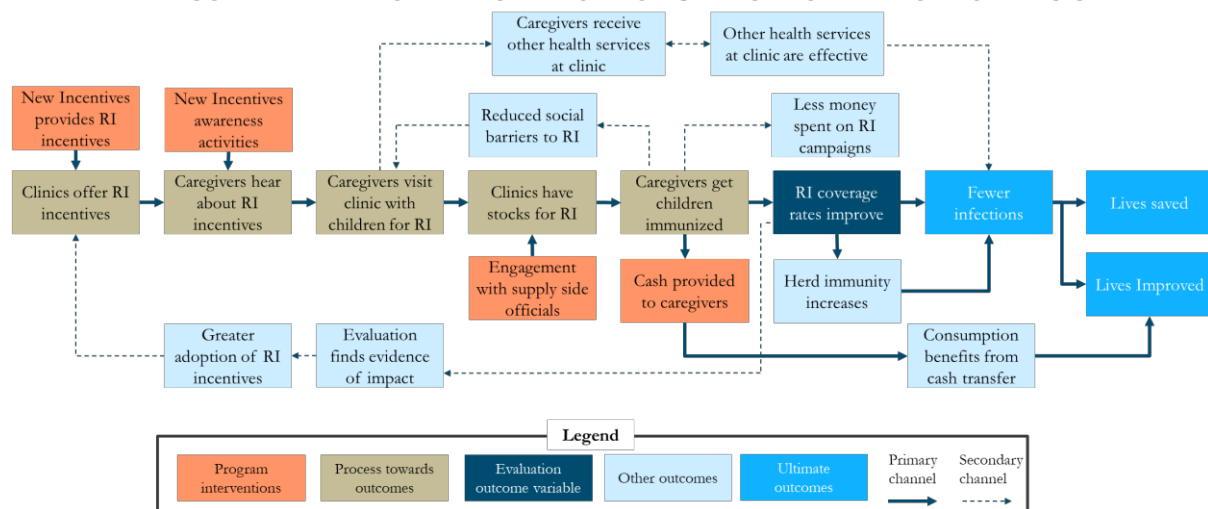 Caregivers receive
other health services
at clinic
Other health services
at clinic are effective
New Incentives
provides RI
incentives
New Incentives
awareness
activities
Reduced social
barriers to RI
Less money
spent on RI
campaigns
Clinics offer RI
incentives
Caregivers hear
about RI
incentives
Caregivers visit
clinic with
children for RI
Clinics have
stocks for RI
Caregivers get
children
immunized
RI coverage
rates improve
Fewer
infections
Lives saved
Engagement
with supply side
officials
Cash provided
to caregivers
Herd immunity
increases
Lives Improved
Greater
adoption of RI
incentives
Evaluation
finds evidence
of impact
Consumption
benefits from
cash transfer
Legend
Program
interventions
Process towards
outcomes
Evaluation
outcome variable
Other outcomes
Ultimate
outcomes
Primary
channel
Secondary
channel